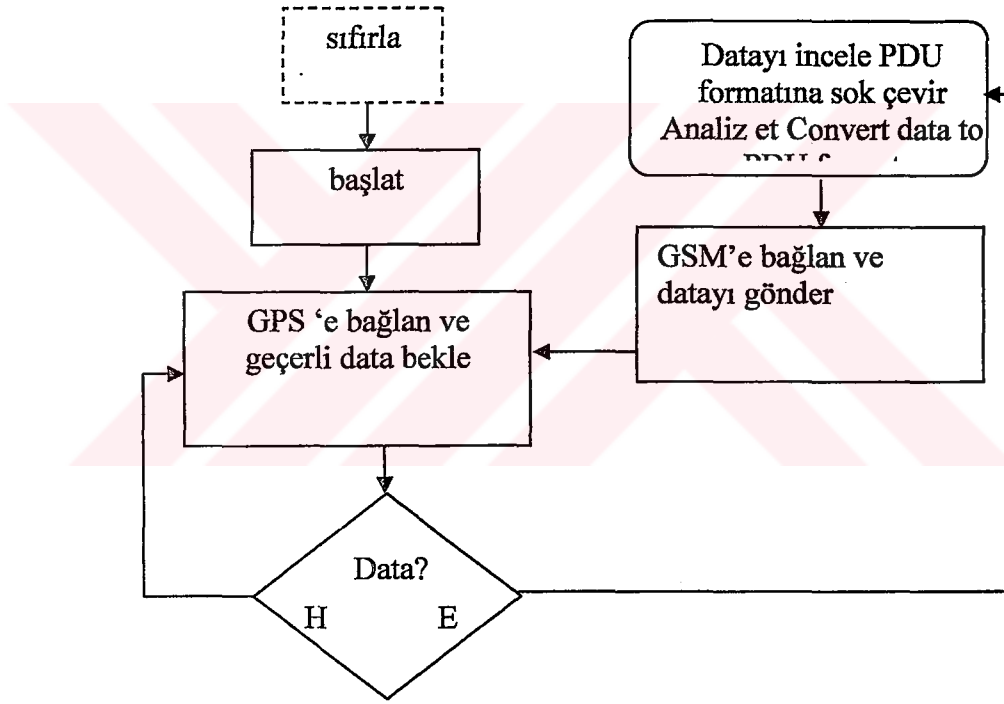 sıfırla
başlat
GPS ‘e bağlan ve
geçerli data bekle
Data?
H E
Datayı incele PDU
formatına sok çevir
Analiz et Convert data to
GSM’e bağlan ve
datayı gönder